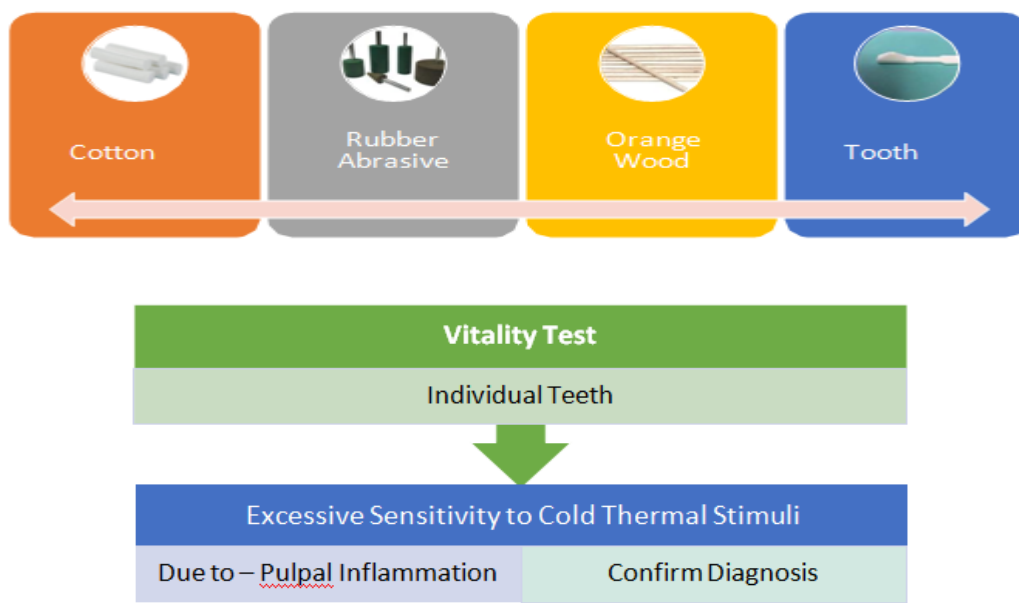 Cotton
Rubber
Abrasive
Orange
Wood
Tooth
Vitality Test
Individual Teeth
Excessive Sensitivity to Cold Thermal Stimuli
Due to – Pulpal Inflammation
Confirm Diagnosis